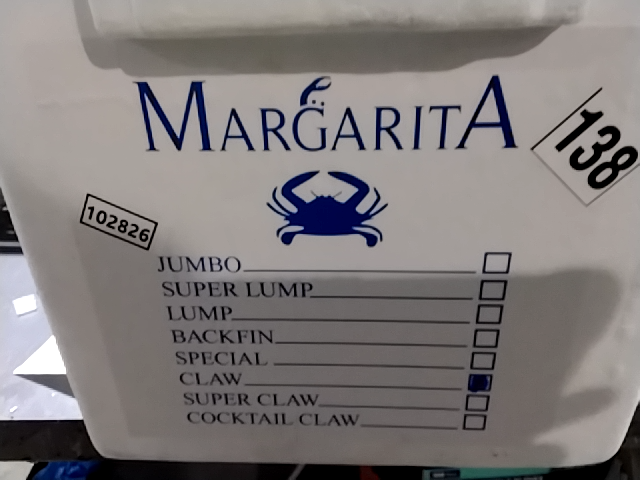 MARGARITA
138
102826
JUMBO
SUPER LUMP
LUMP
BACKFIN
SPECIAL
CLAW
SUPER CLAW
COCKTAIL CLAW